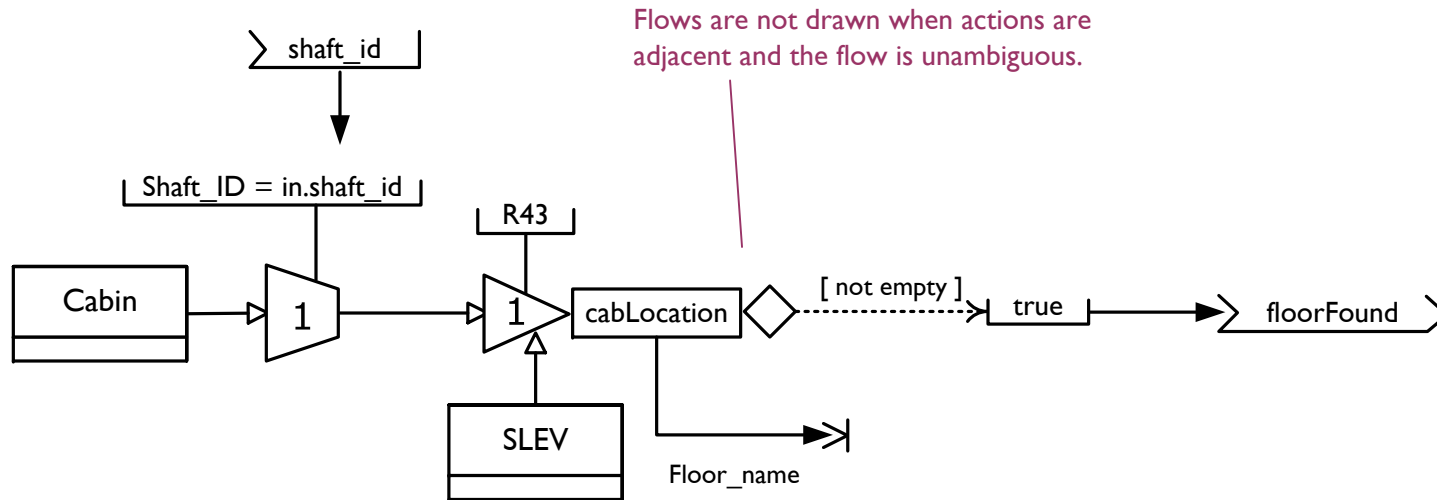 Flows are not drawn when actions are
adjacent and the flow is unambiguous.
shaft_id
Shaft_ID = in.shaft_id
R43
Cabin
1
1
cabLocation
[ not empty ]
true
floorFound
SLEV
Floor_name